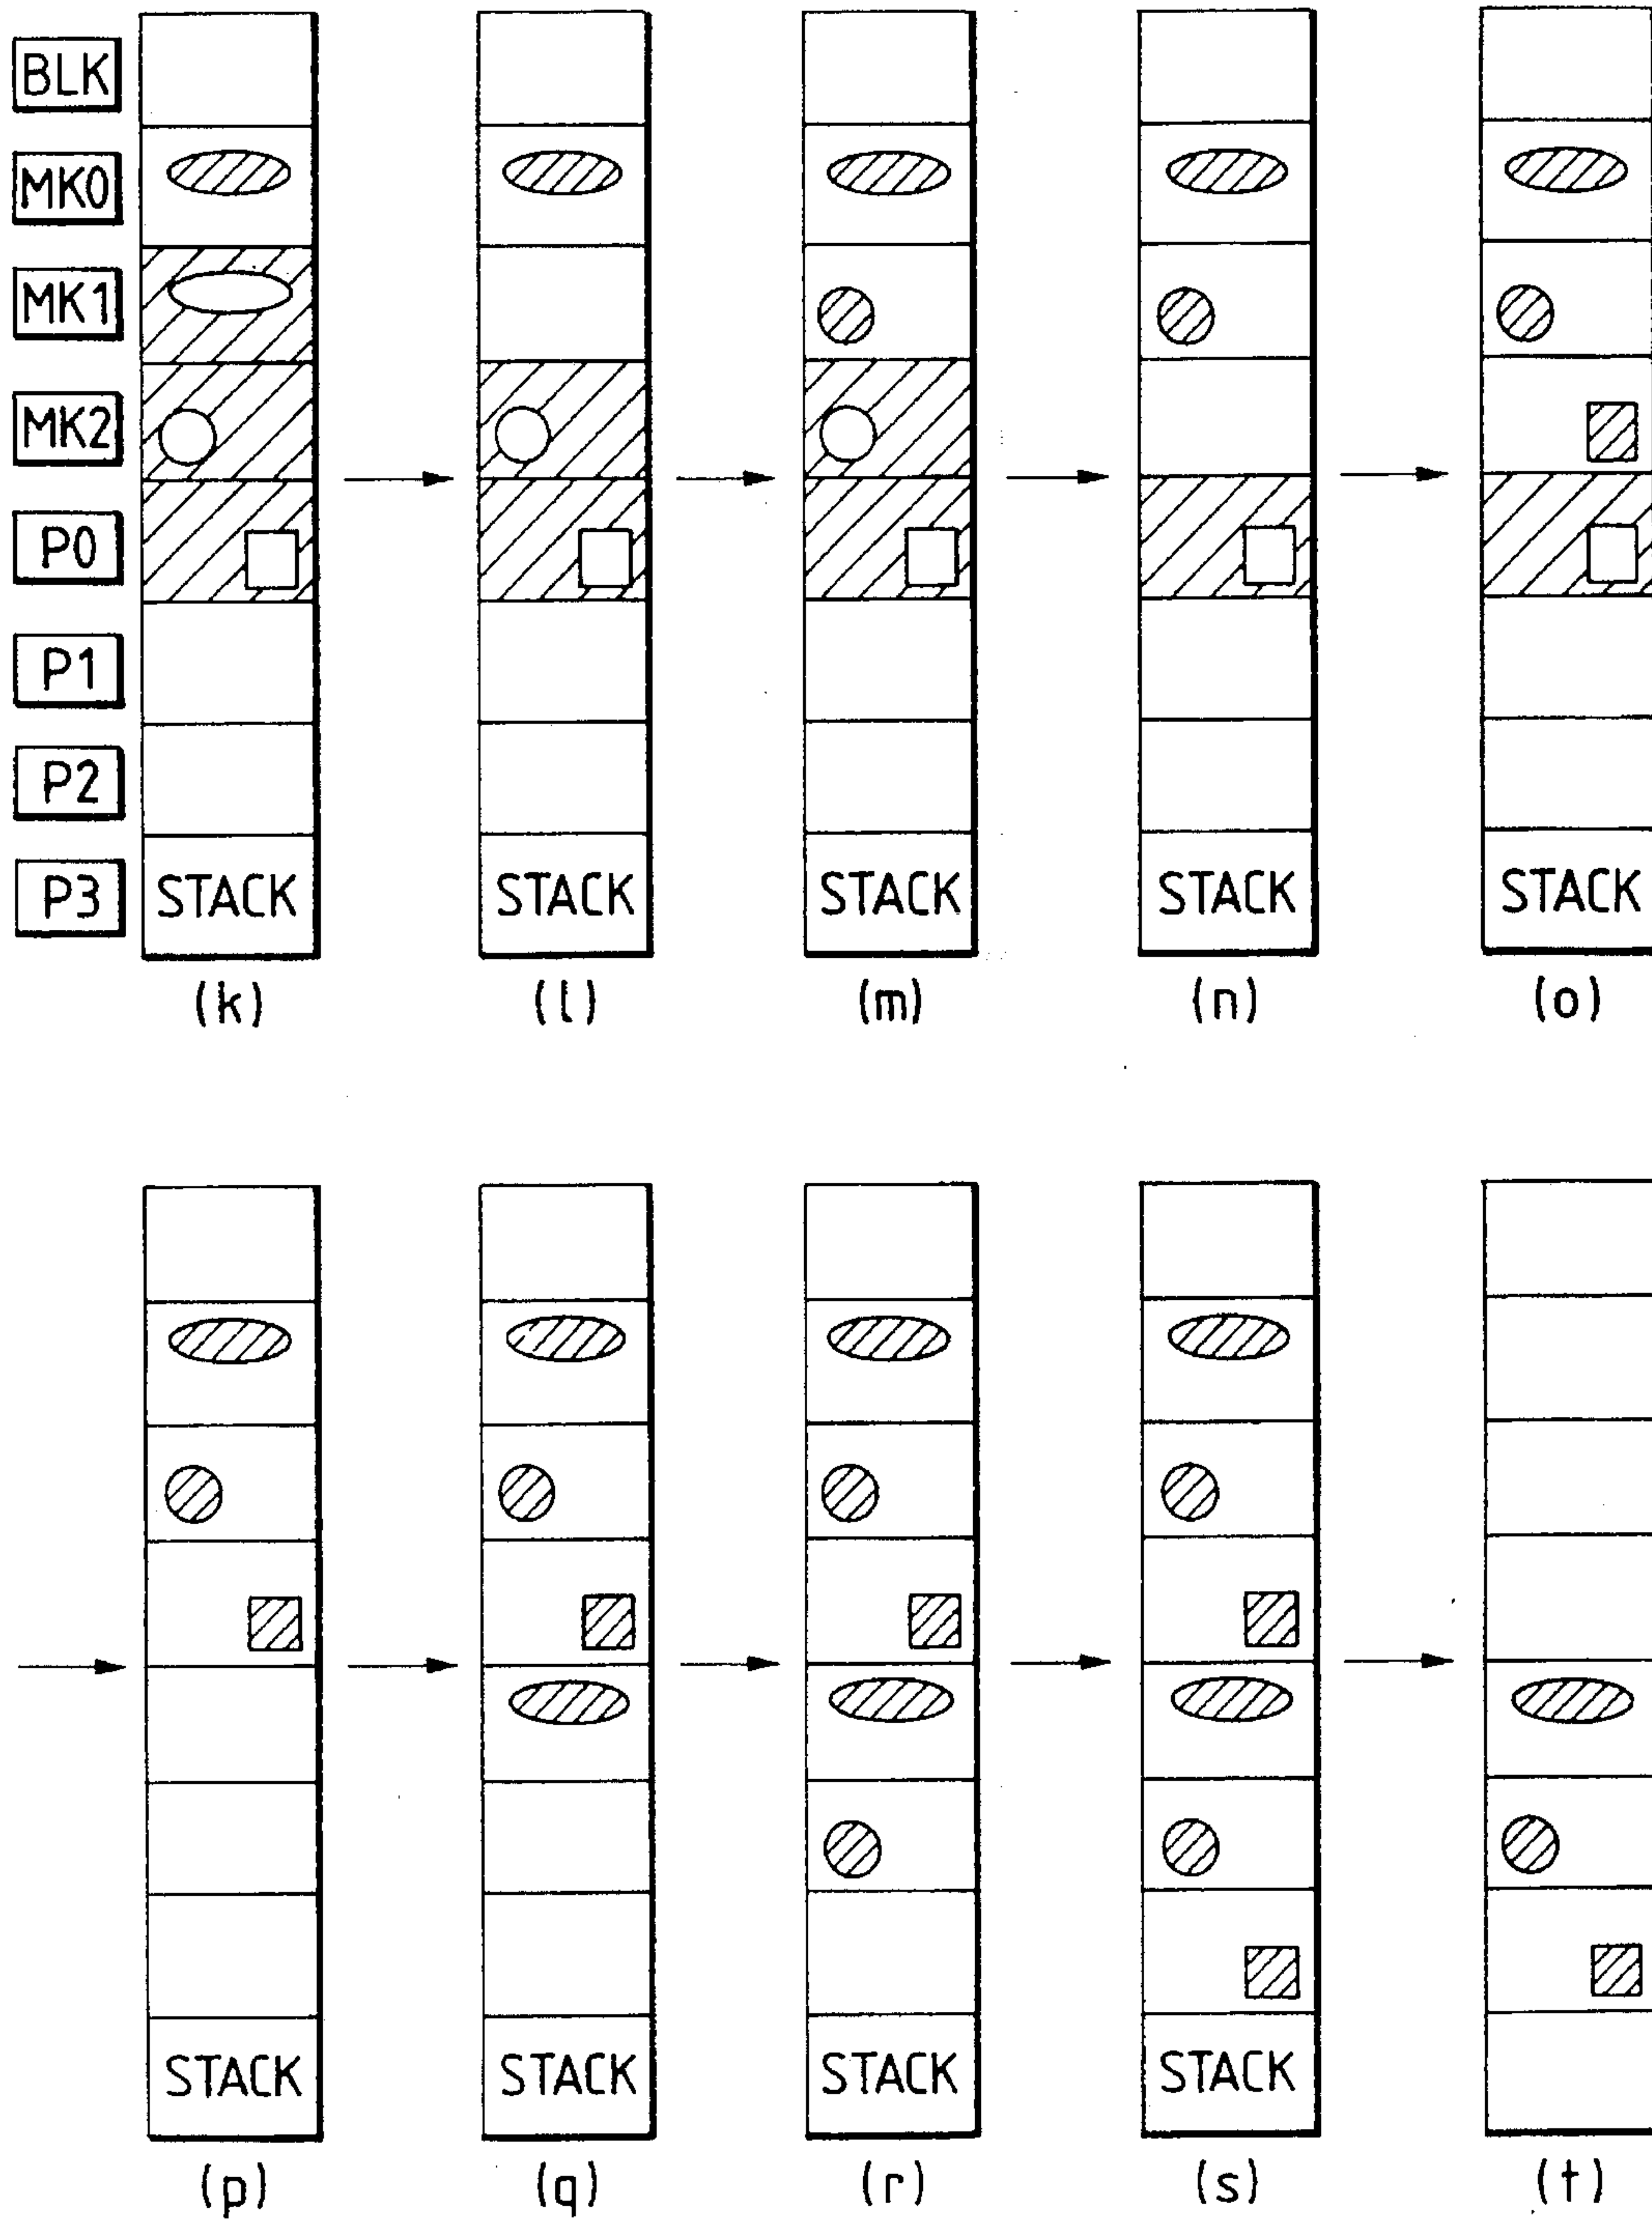 BLK
MK0
MK1
MK2
P0
P1
P2
P3
STACK STACK STACK STACK STACK
(k) (l) (m) (n) (o)
STACK STACK STACK STACK
(p) (q) (r) (s) (t)